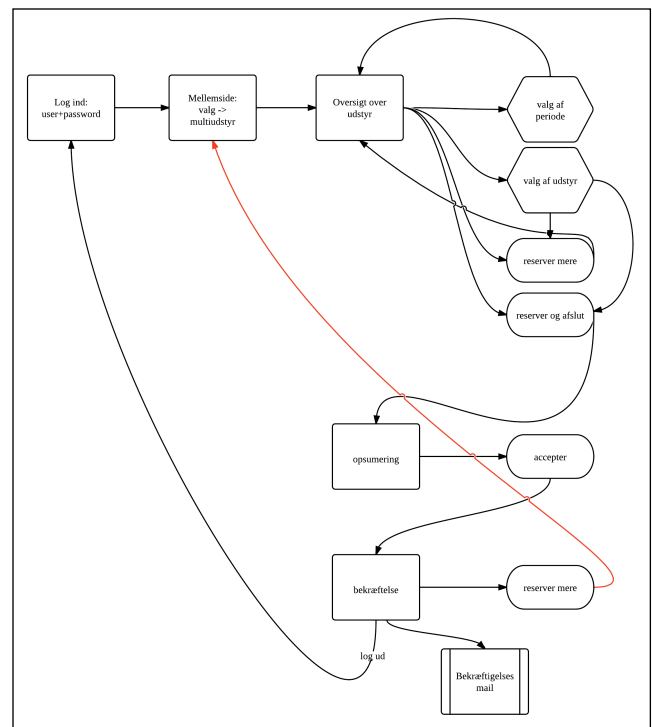 Log ind:
user+password
Mellemside:
valg ->
multiudstyr
Oversigt over
udstyr
valg af
periode
valg af udstyr
reserver mere
reserver og afslut
opsumering
accepter
bekræftelse
reserver mere
log ud
Bekræftigelses
mail